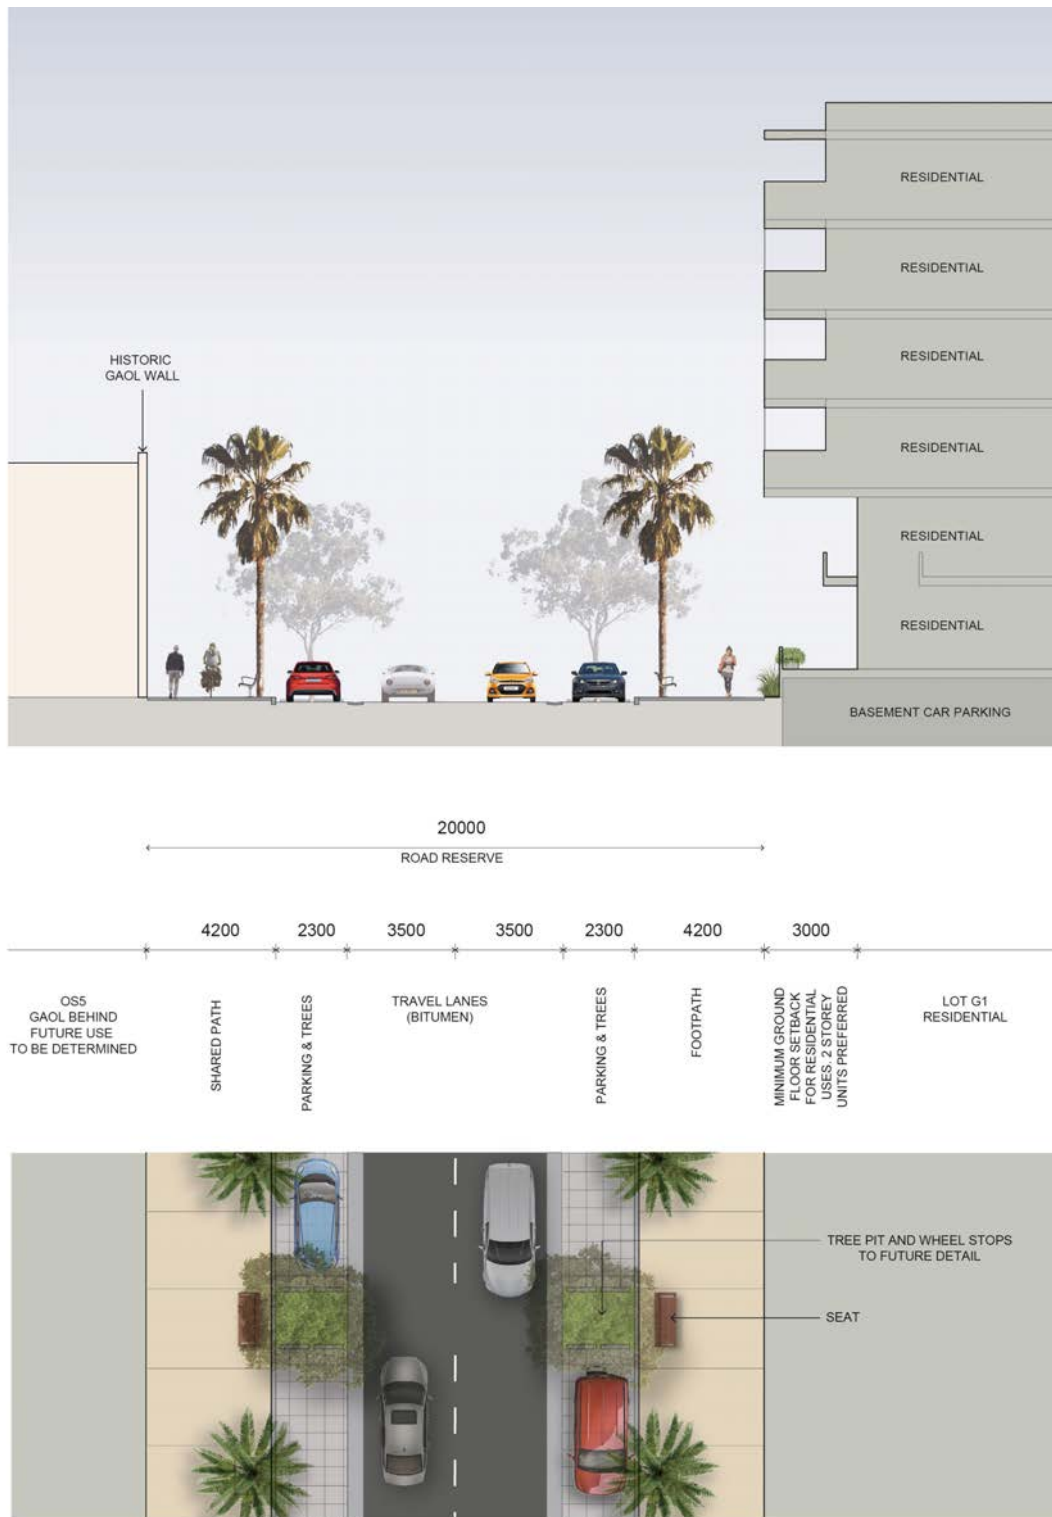 RESIDENTIAL
RESIDENTIAL
RESIDENTIAL
HISTORIC
GAOL WALL
RESIDENTIAL
RESIDENTIAL
RESIDENTIAL
BASEMENT CAR PARKING
20000
ROAD RESERVE
4200
2300
3500
3500
2300
4200
3000
OS5
GAOL BEHIND
FUTURE USE
TO BE DETERMINED
SHARED PATH
PARKING & TREES
TRAVEL LANES
(BITUMEN)
PARKING & TREES
FOOTPATH
MINIMUM GROUND
FLOOR SETBACK
FOR RESIDENTIAL
USES. 2 STOREY
UNITS PREFERRED
LOT G1
RESIDENTIAL
TREE PIT AND WHEEL STOPS
TO FUTURE DETAIL
SEAT